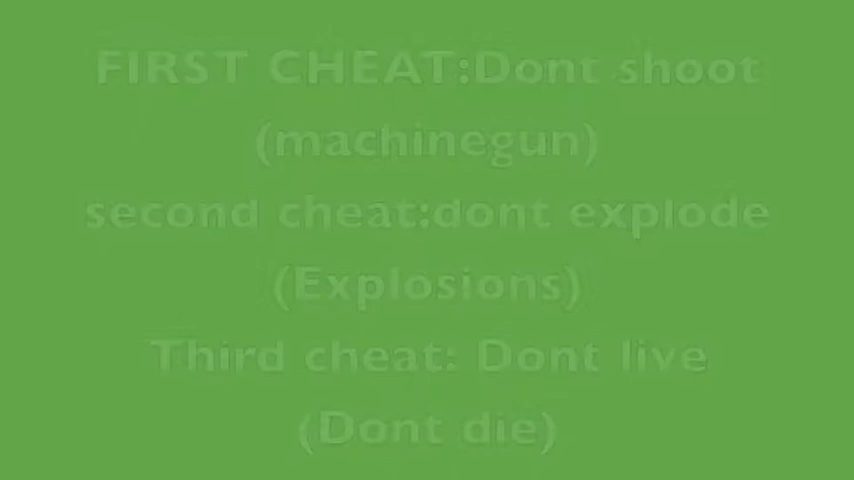 FIRST CHEAT:Dont shoot
(machinegun)
second cheat:dont explode
(Explosions)
Third cheat: Dont live
(Dont die)